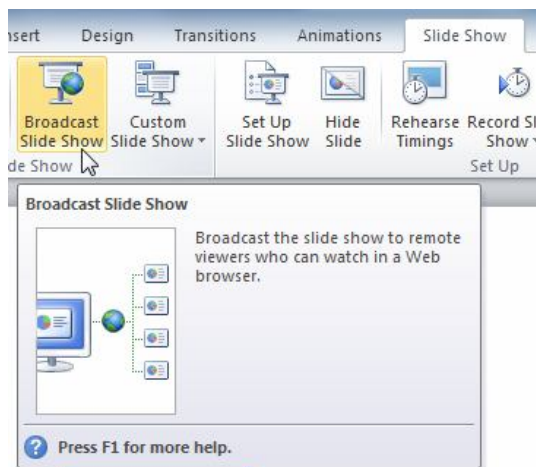 Design Transitions Animations Slide Show
Broadcast Custom Set Up Hide Rehearse Record
Slide Show Slide Show Slide Show Slide Timings Show
Show Set Up
Broadcast Slide Show
Broadcast the slide show to remote
viewers who can watch in a Web
browser.
Press F1 for more help.